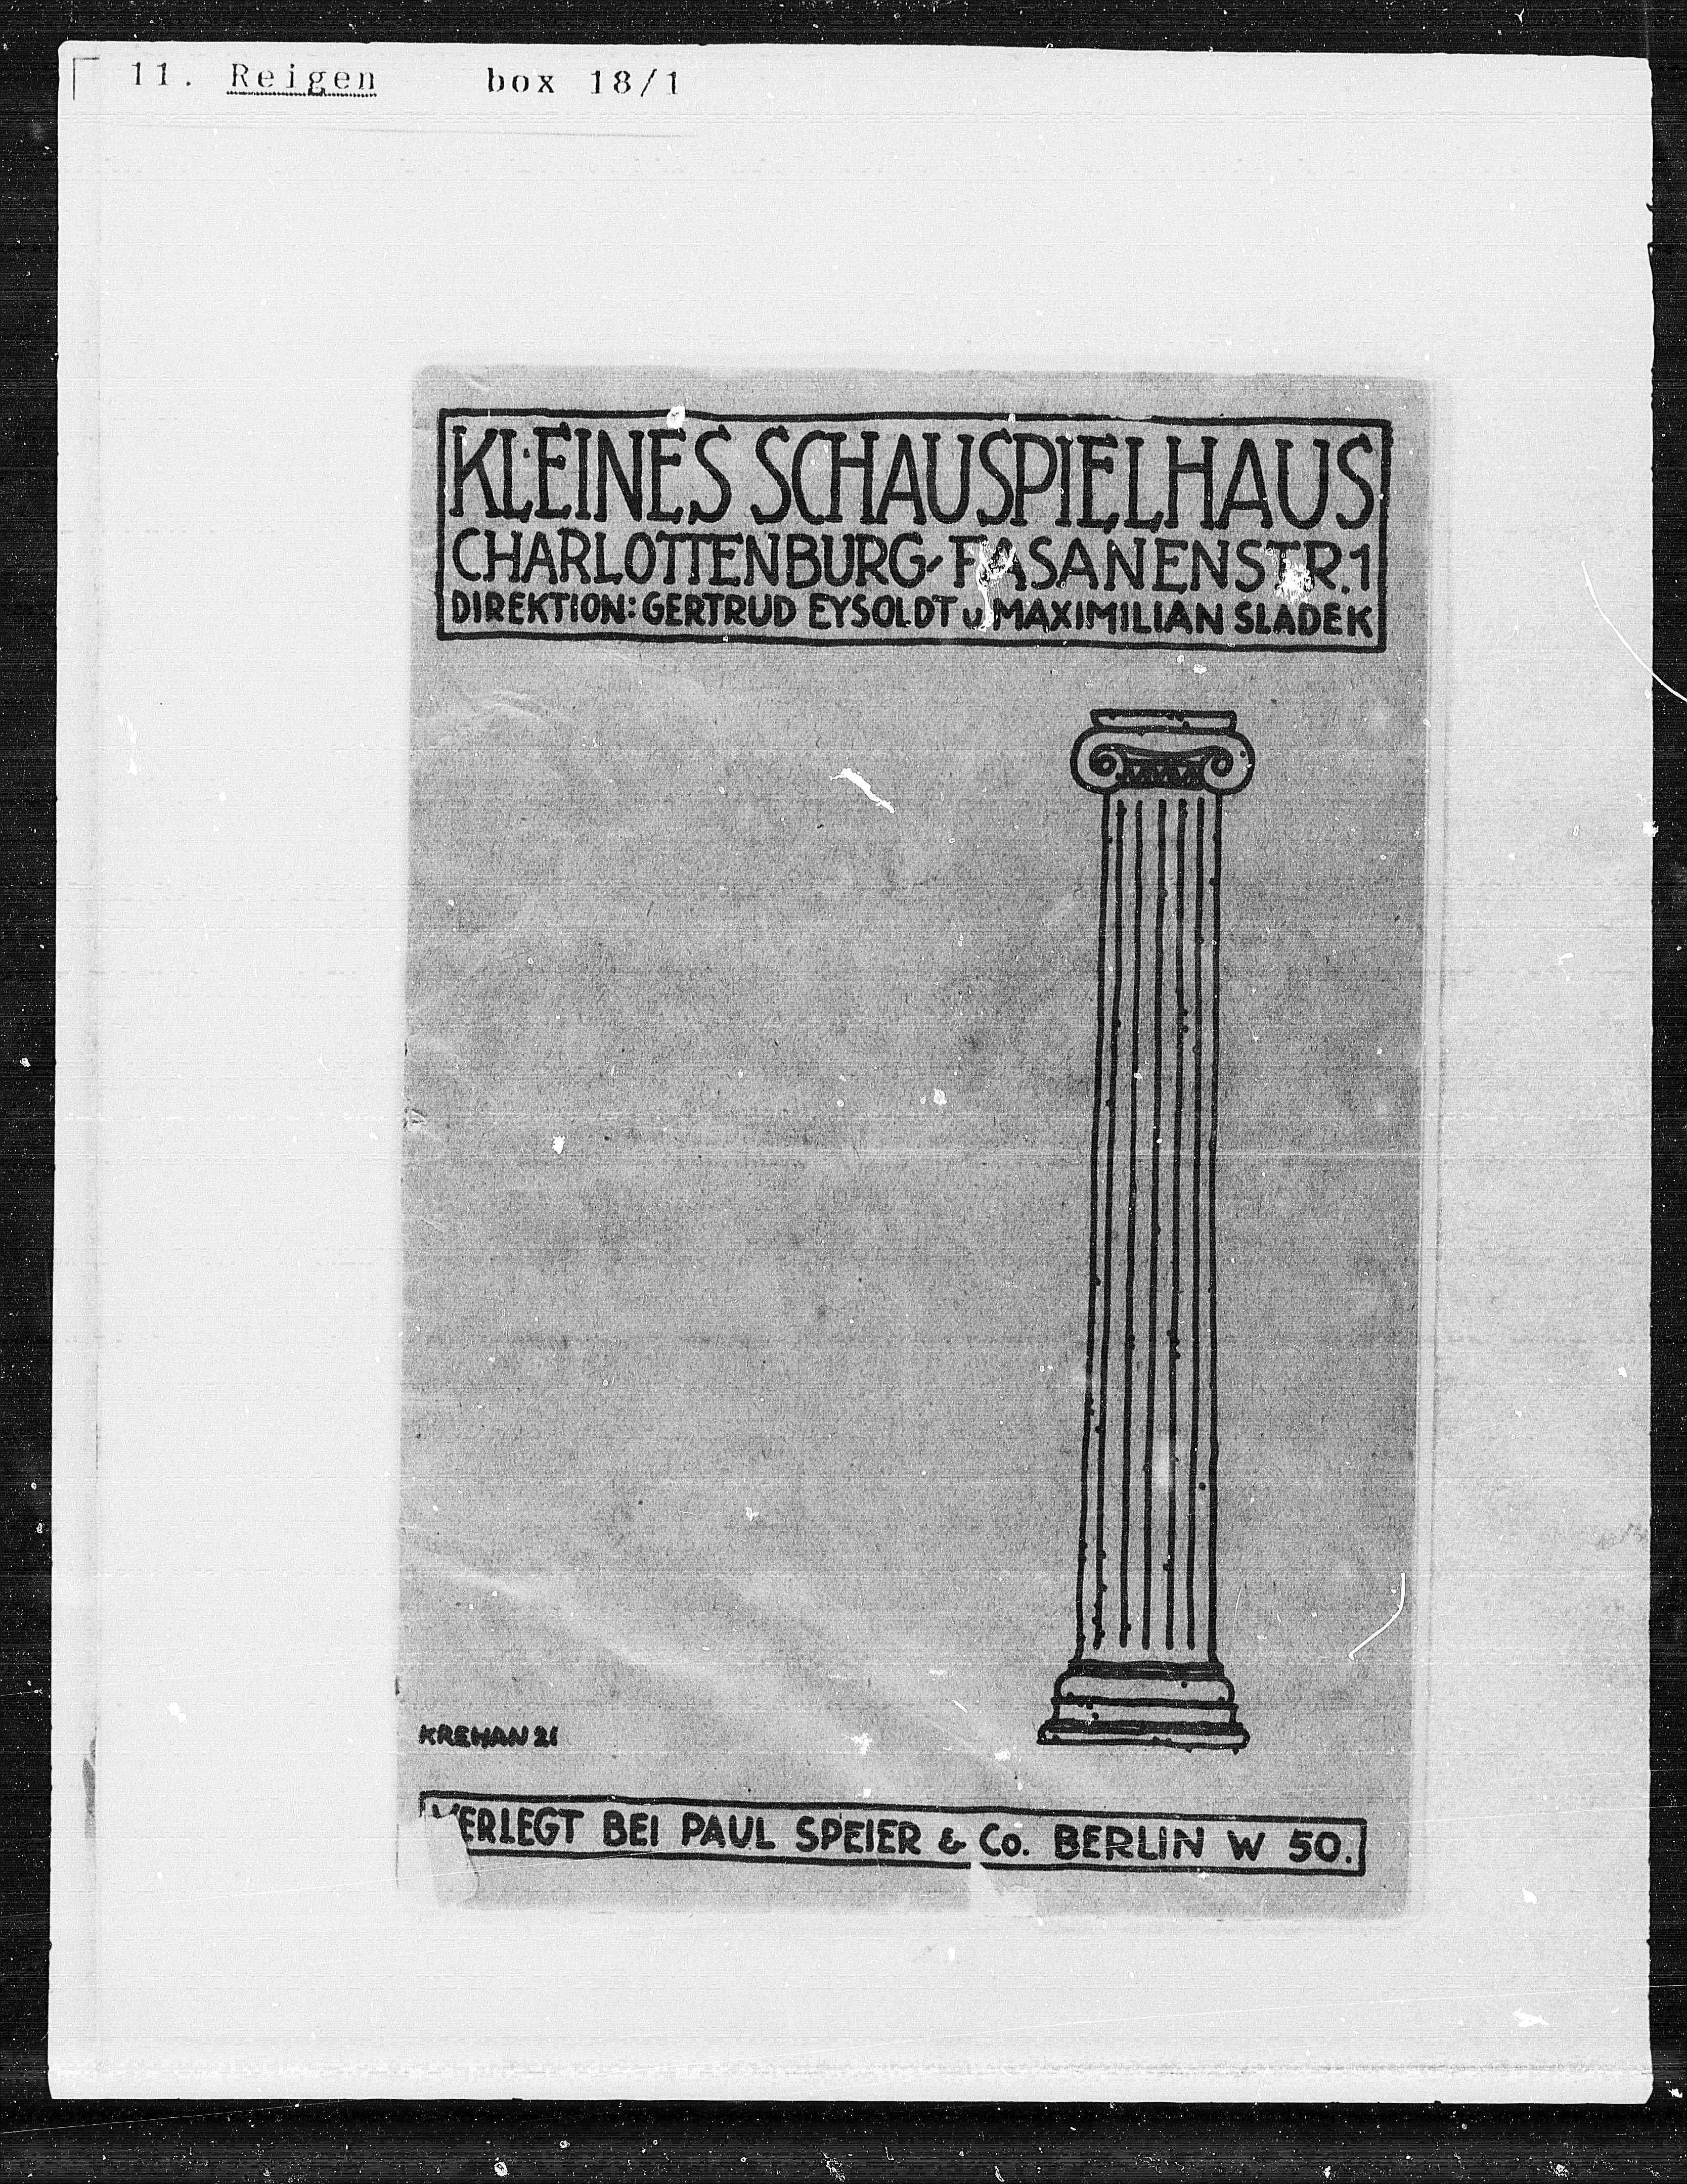 11. Reigen box 18/1
KLEINES SCHAUSPIELHAUS
CHARLOTTENBURG-FASANENSTR.1
DIREKTION: GERTRUD EYSOLDT u MAXIMILIAN SLADEK
KREHAN 21
VERLEGT BEI PAUL SPEIER & Co. BERLIN W 50.